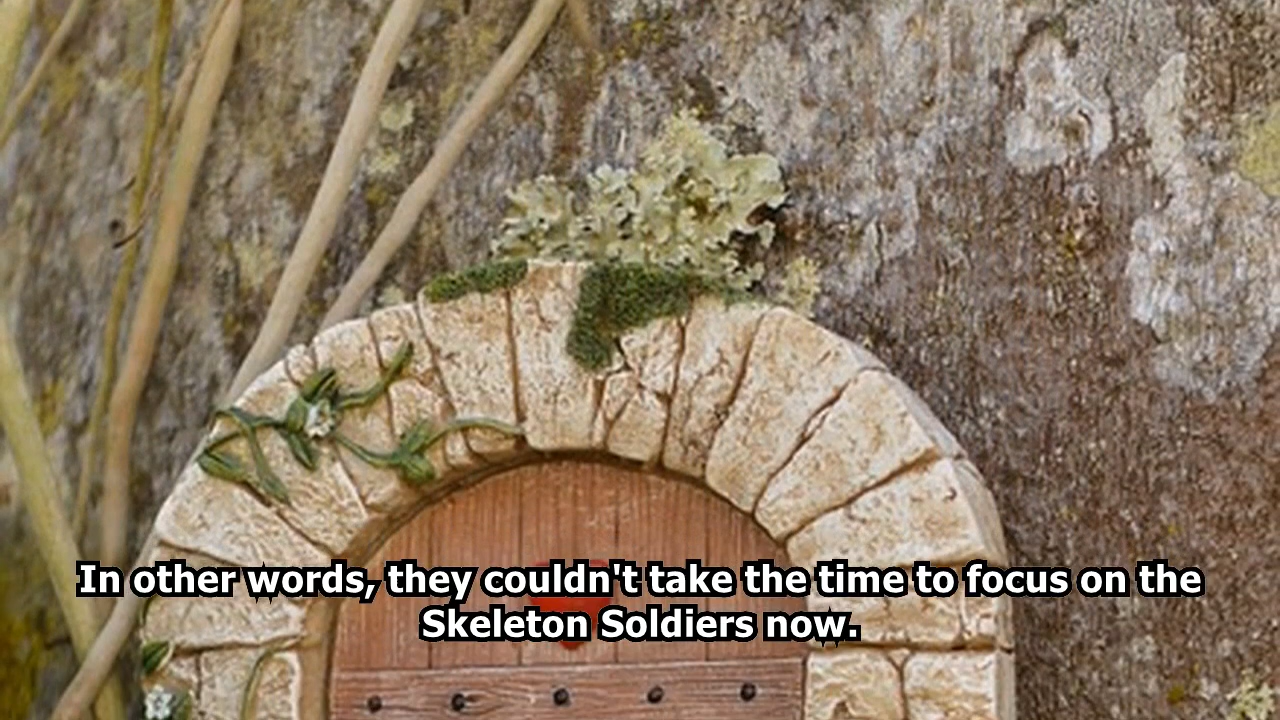 In other words, they couldn't take the time to focus on the
Skeleton Soldiers now.